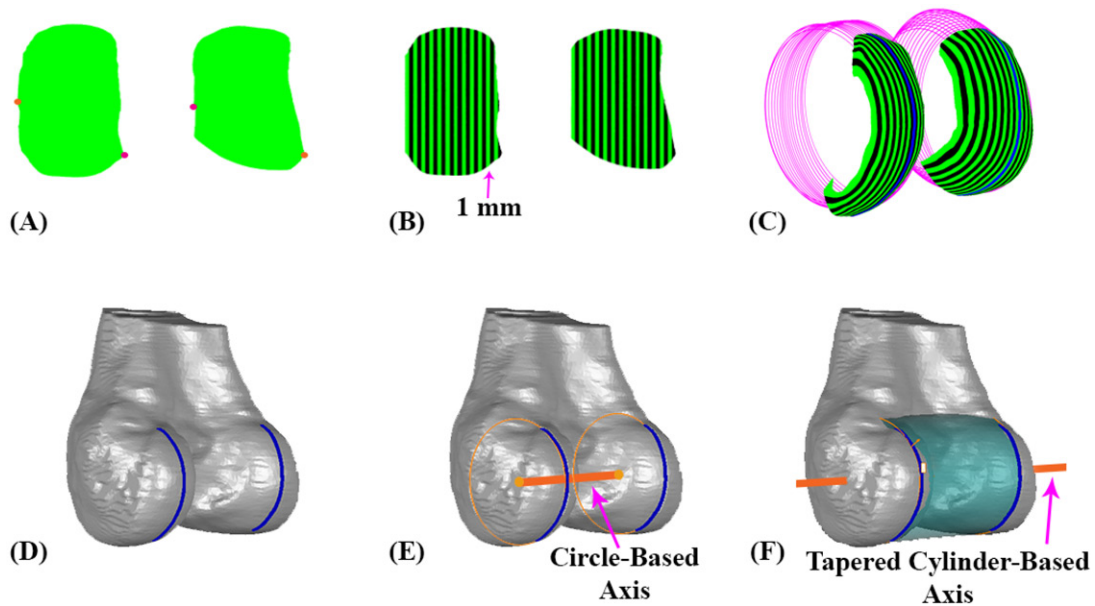 1 mm
(A)
(B)
(C)
(D)
(E)
Circle-Based
Axis
(F)
Tapered Cylinder-Based
Axis